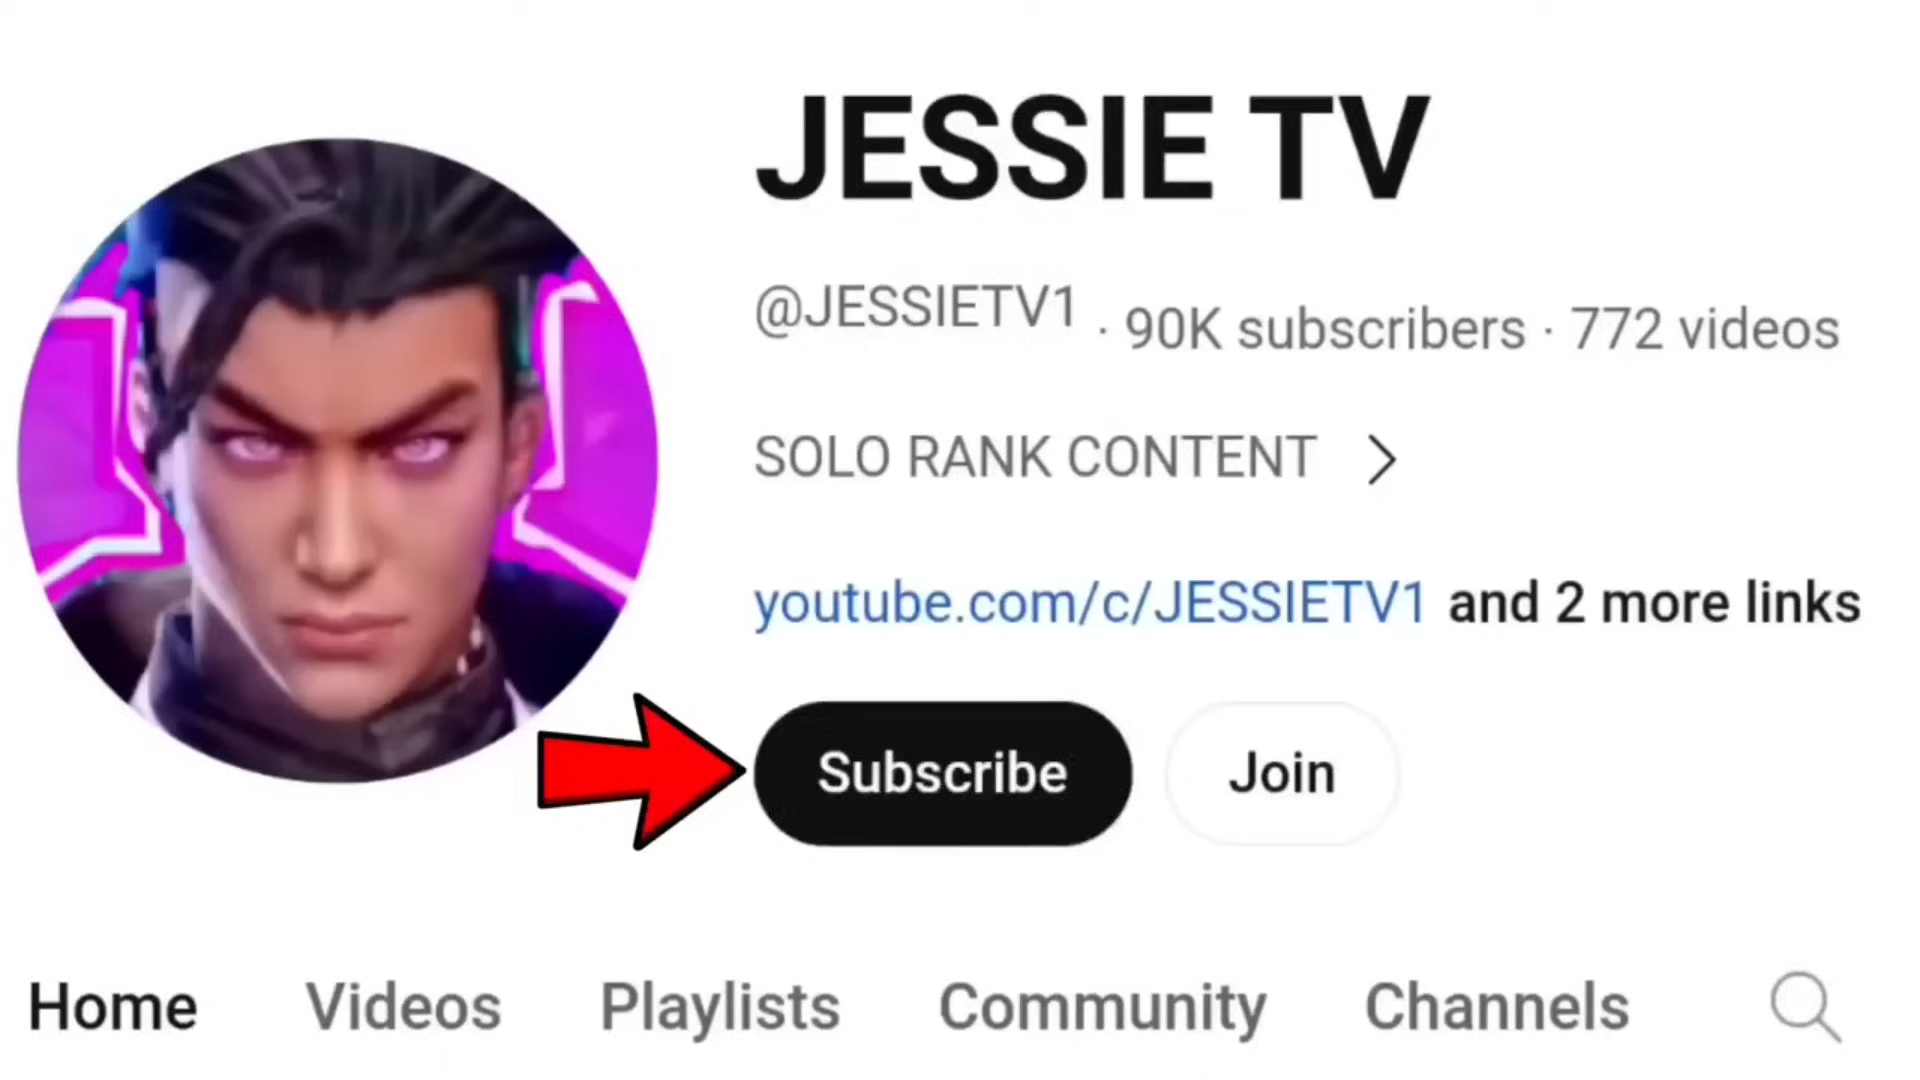 JESSIE TV
@JESSIETV1 · 90K subscribers · 772 videos
SOLO RANK CONTENT >
youtube.com/c/JESSIETV1 and 2 more links
Subscribe Join
Home Videos Playlists Community Channels